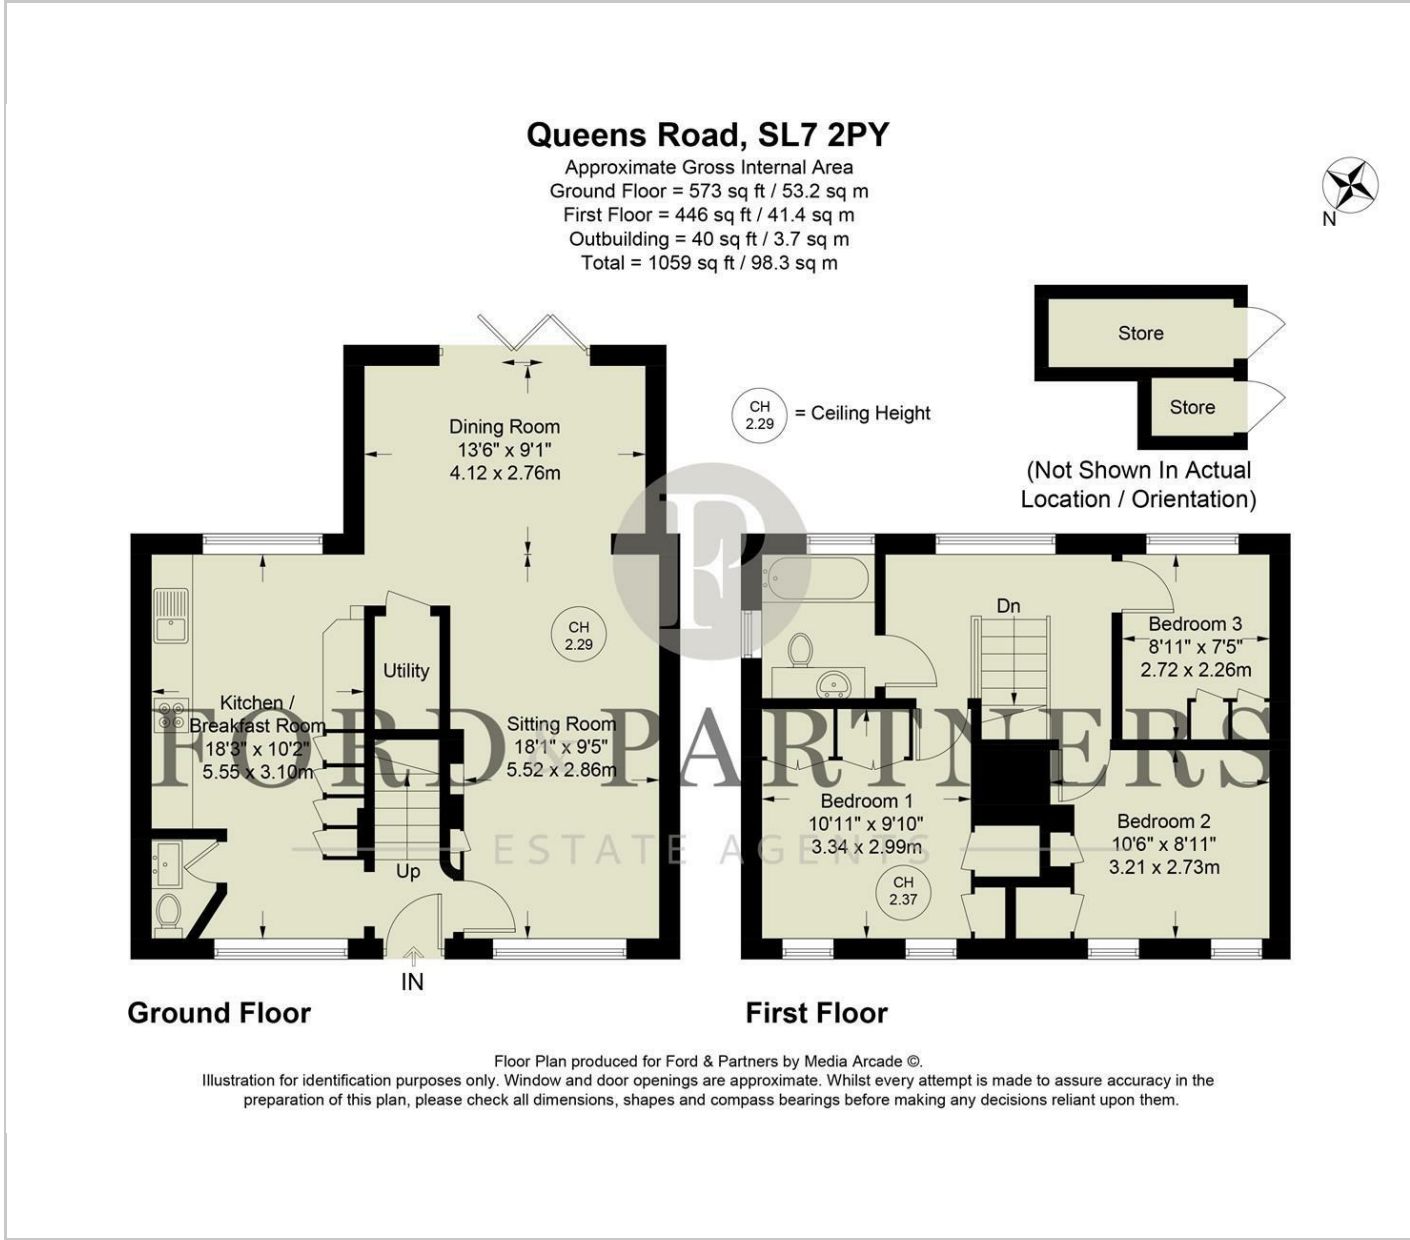 Queens Road, SL7 2PY
Approximate Gross Internal Area
Ground Floor = 573 sq ft / 53.2 sq m
First Floor = 446 sq ft / 41.4 sq m
Outbuilding = 40 sq ft / 3.7 sq m
Total = 1059 sq ft / 98.3 sq m
N
Store
Store
(Not Shown In Actual
Location / Orientation)
CH
2.29
= Ceiling Height
Dining Room
13'6" x 9'1"
4.12 x 2.76m
CH
2.29
Utility
Kitchen /
Breakfast Room
18'3" x 10'2"
5.55 x 3.10m
Sitting Room
18'1" x 9'5"
5.52 x 2.86m
Up
IN
Dn
Bedroom 3
8'11" x 7'5"
2.72 x 2.26m
Bedroom 1
10'11" x 9'10"
3.34 x 2.99m
CH
2.37
Bedroom 2
10'6" x 8'11"
3.21 x 2.73m
FP
FORD & PARTNERS
ESTATE AGENTS
Ground Floor
First Floor
Floor Plan produced for Ford & Partners by Media Arcade ©.
Illustration for identification purposes only. Window and door openings are approximate. Whilst every attempt is made to assure accuracy in the
preparation of this plan, please check all dimensions, shapes and compass bearings before making any decisions reliant upon them.